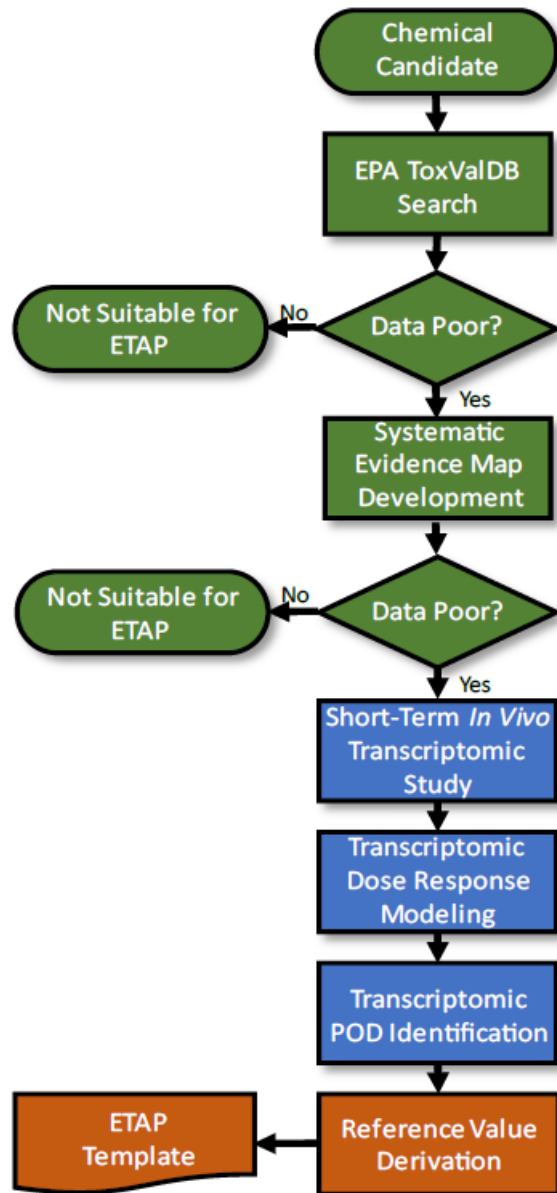 Chemical
Candidate
EPA ToxValDB
Search
Not Suitable for
ETAP
No
Data Poor?
Yes
Systematic
Evidence Map
Development
Not Suitable for
ETAP
No
Data Poor?
Yes
Short-Term In Vivo
Transcriptomic
Study
Transcriptomic
Dose Response
Modeling
Transcriptomic
POD Identification
ETAP
Template
Reference Value
Derivation